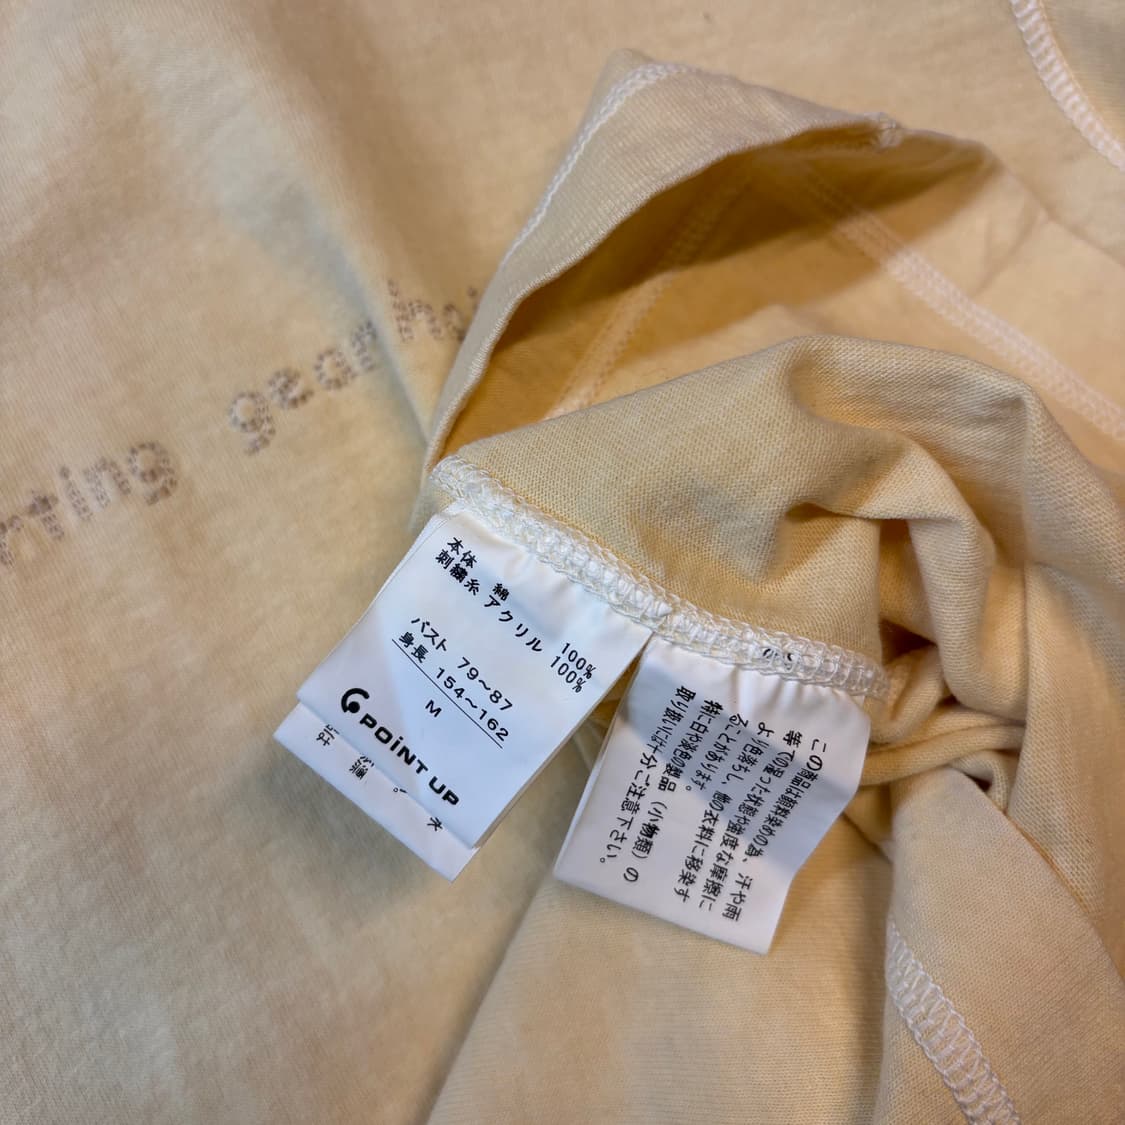 rting gear
本体 綿 100%
刺繍糸 アクリル 100%
バスト 79〜87
身長 154〜162
M
POINT UP
この商品は顔料染めの為、汗や雨
等での湿った状態や強度な摩擦に
より色落ちし、他の衣料に移染す
ることがあります。
特に白や淡色の製品(小物類)の
取り扱いには十分ご注意下さい。